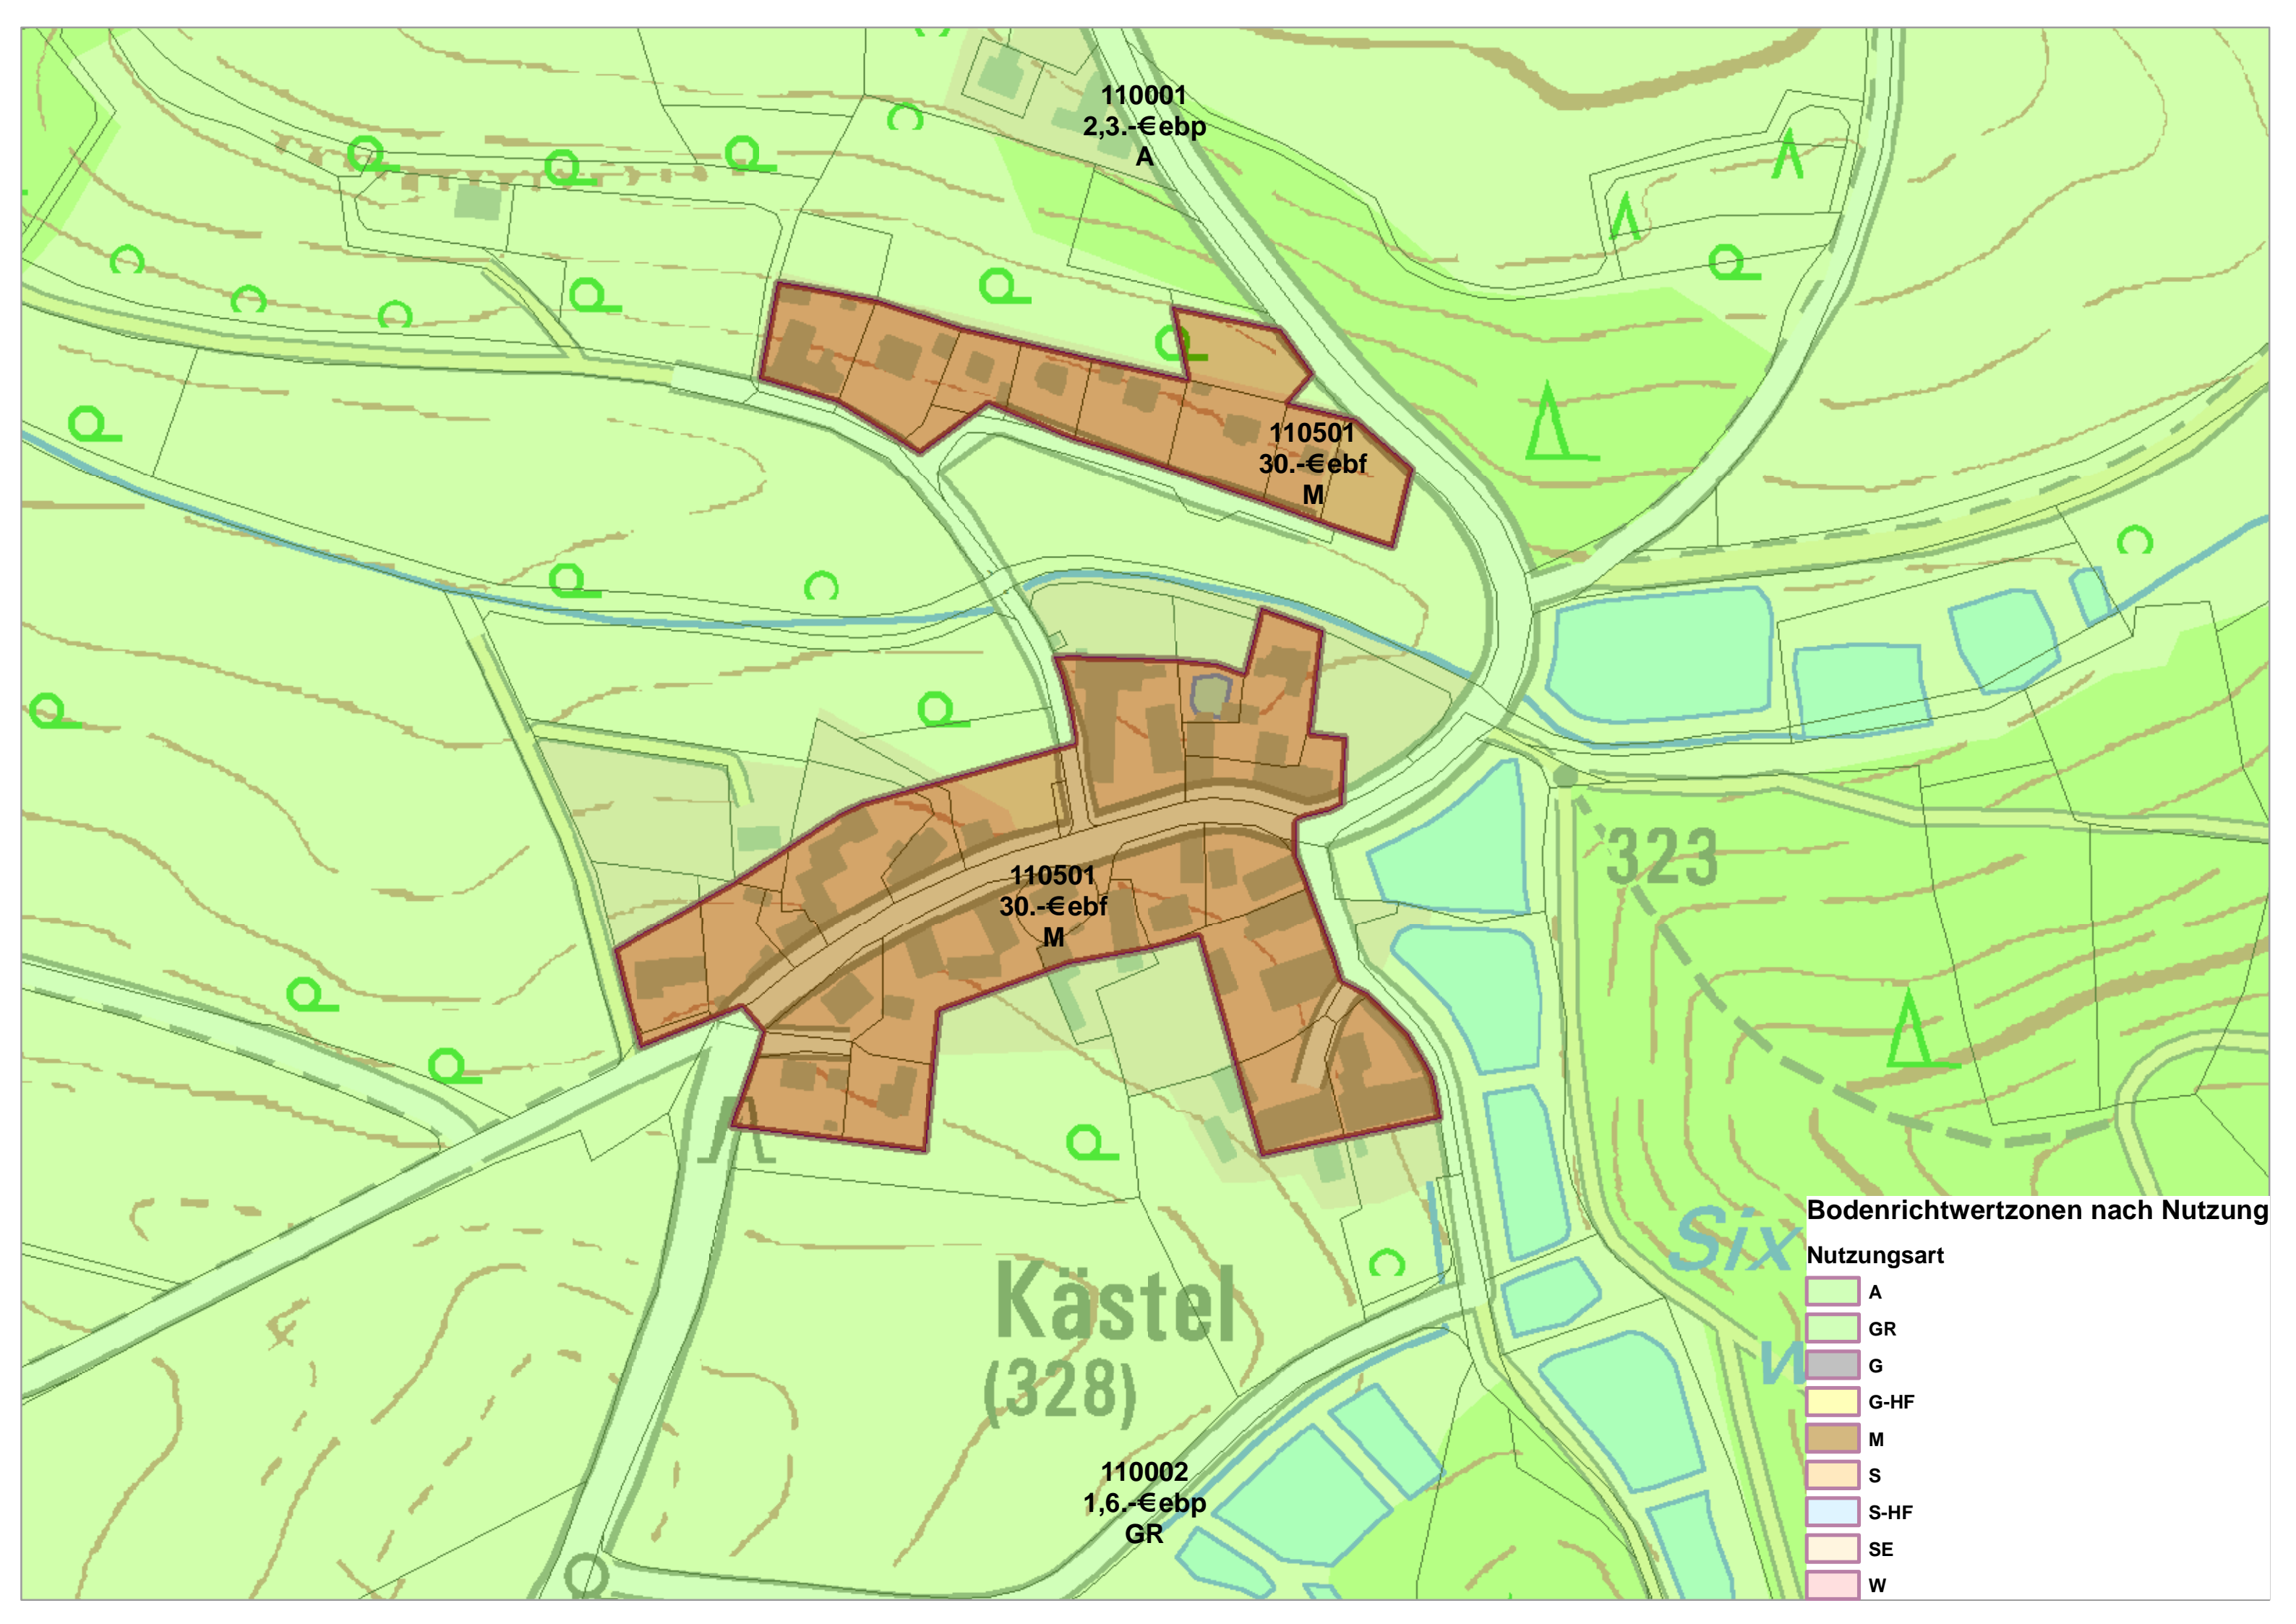 110001
2,3.-€ebp
A
110501
30.-€ebf
M
323
110501
30.-€ebf
M
Kästel
(328)
110002
1,6.-€ebp
GR
Six
Bodenrichtwertzonen nach Nutzung
Nutzungsart
A
GR
G
G-HF
M
S
S-HF
SE
W